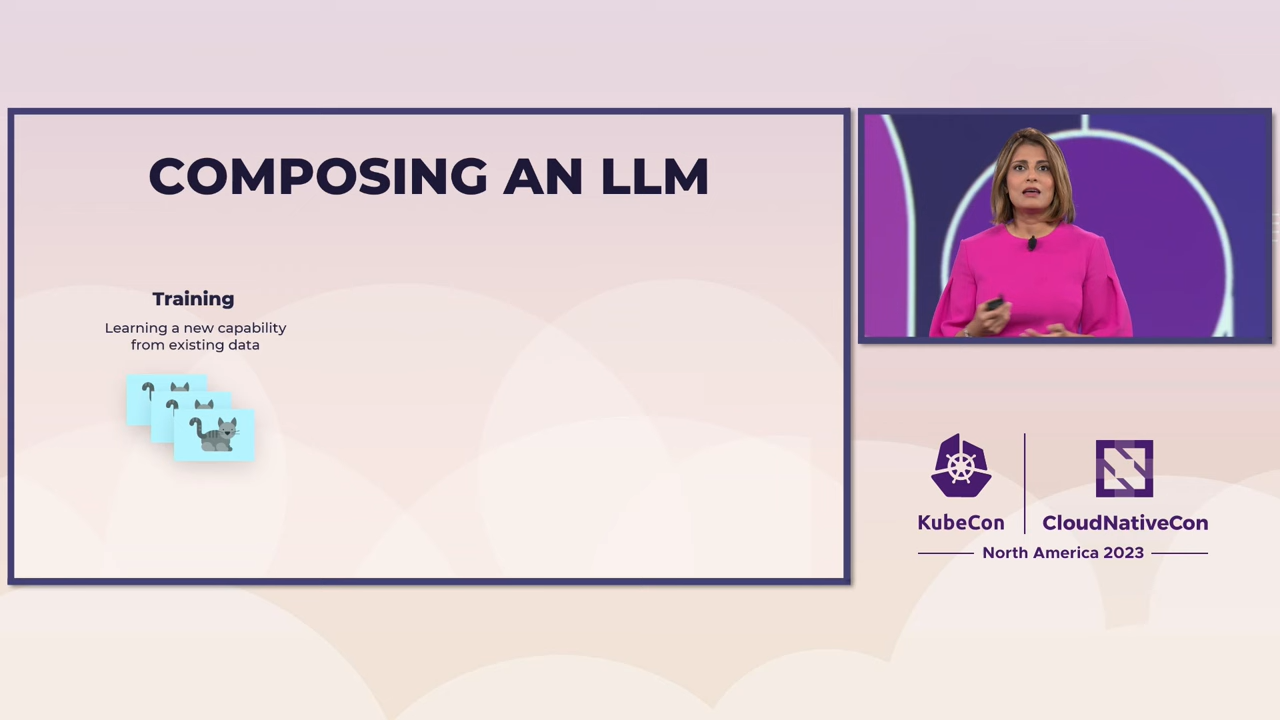 COMPOSING AN LLM
Training
Learning a new capability
from existing data
KubeCon
CloudNativeCon
North America 2023